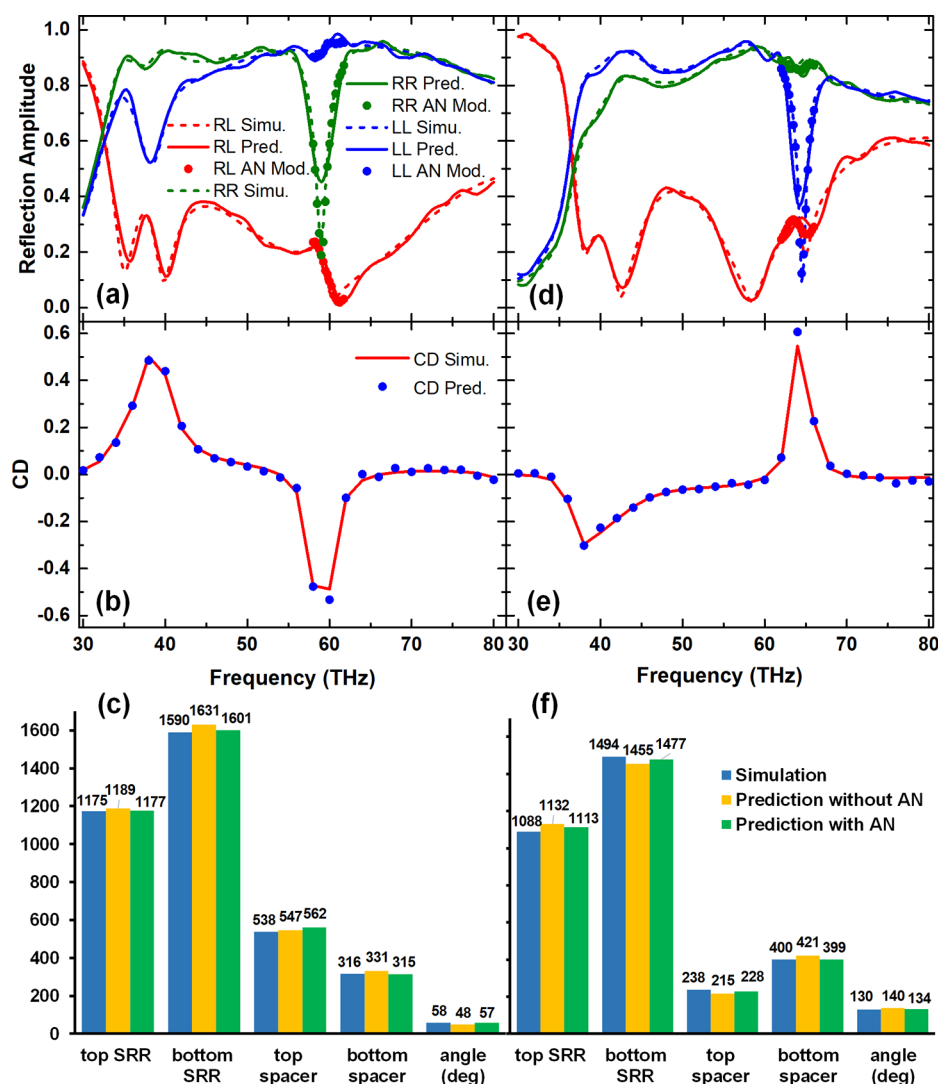 1.0
0.8
0.6
0.4
0.2
0.0
Reflection Amplitude
RL Simu.
RL Pred.
RL AN Mod.
RR Simu.
RR Pred.
RR AN Mod.
LL Simu.
LL Pred.
LL AN Mod.
(a)
(d)
0.6
0.4
0.2
0.0
-0.2
-0.4
-0.6
CD
CD Simu.
CD Pred.
(b)
(e)
30 40 50 60 70 80
30 40 50 60 70 80
Frequency (THz)
Frequency (THz)
(c)
1600
1400
1200
1000
800
600
400
200
0
1175 1189 1177
1590 1631 1601
538 547 562
316 331 315
58 48 57
top SRR
bottom
SRR
top
spacer
bottom
spacer
angle
(deg)
(f)
Simulation
Prediction without AN
Prediction with AN
1088 1132 1113
1494 1455 1477
238 215 228
400 421 399
130 140 134
top SRR
bottom
SRR
top
spacer
bottom
spacer
angle
(deg)